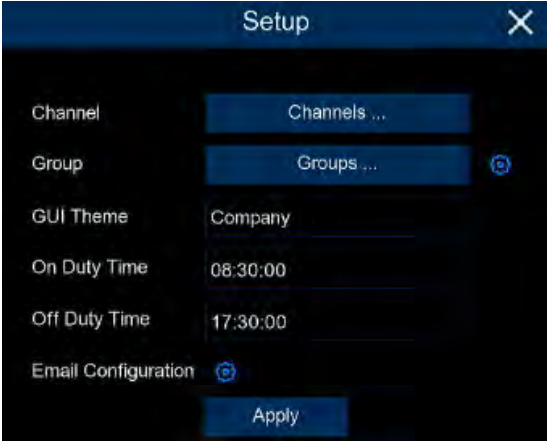 Setup
Channel Channels ...
Group Groups ...
GUI Theme Company
On Duty Time 08:30:00
Off Duty Time 17:30:00
Email Configuration
Apply